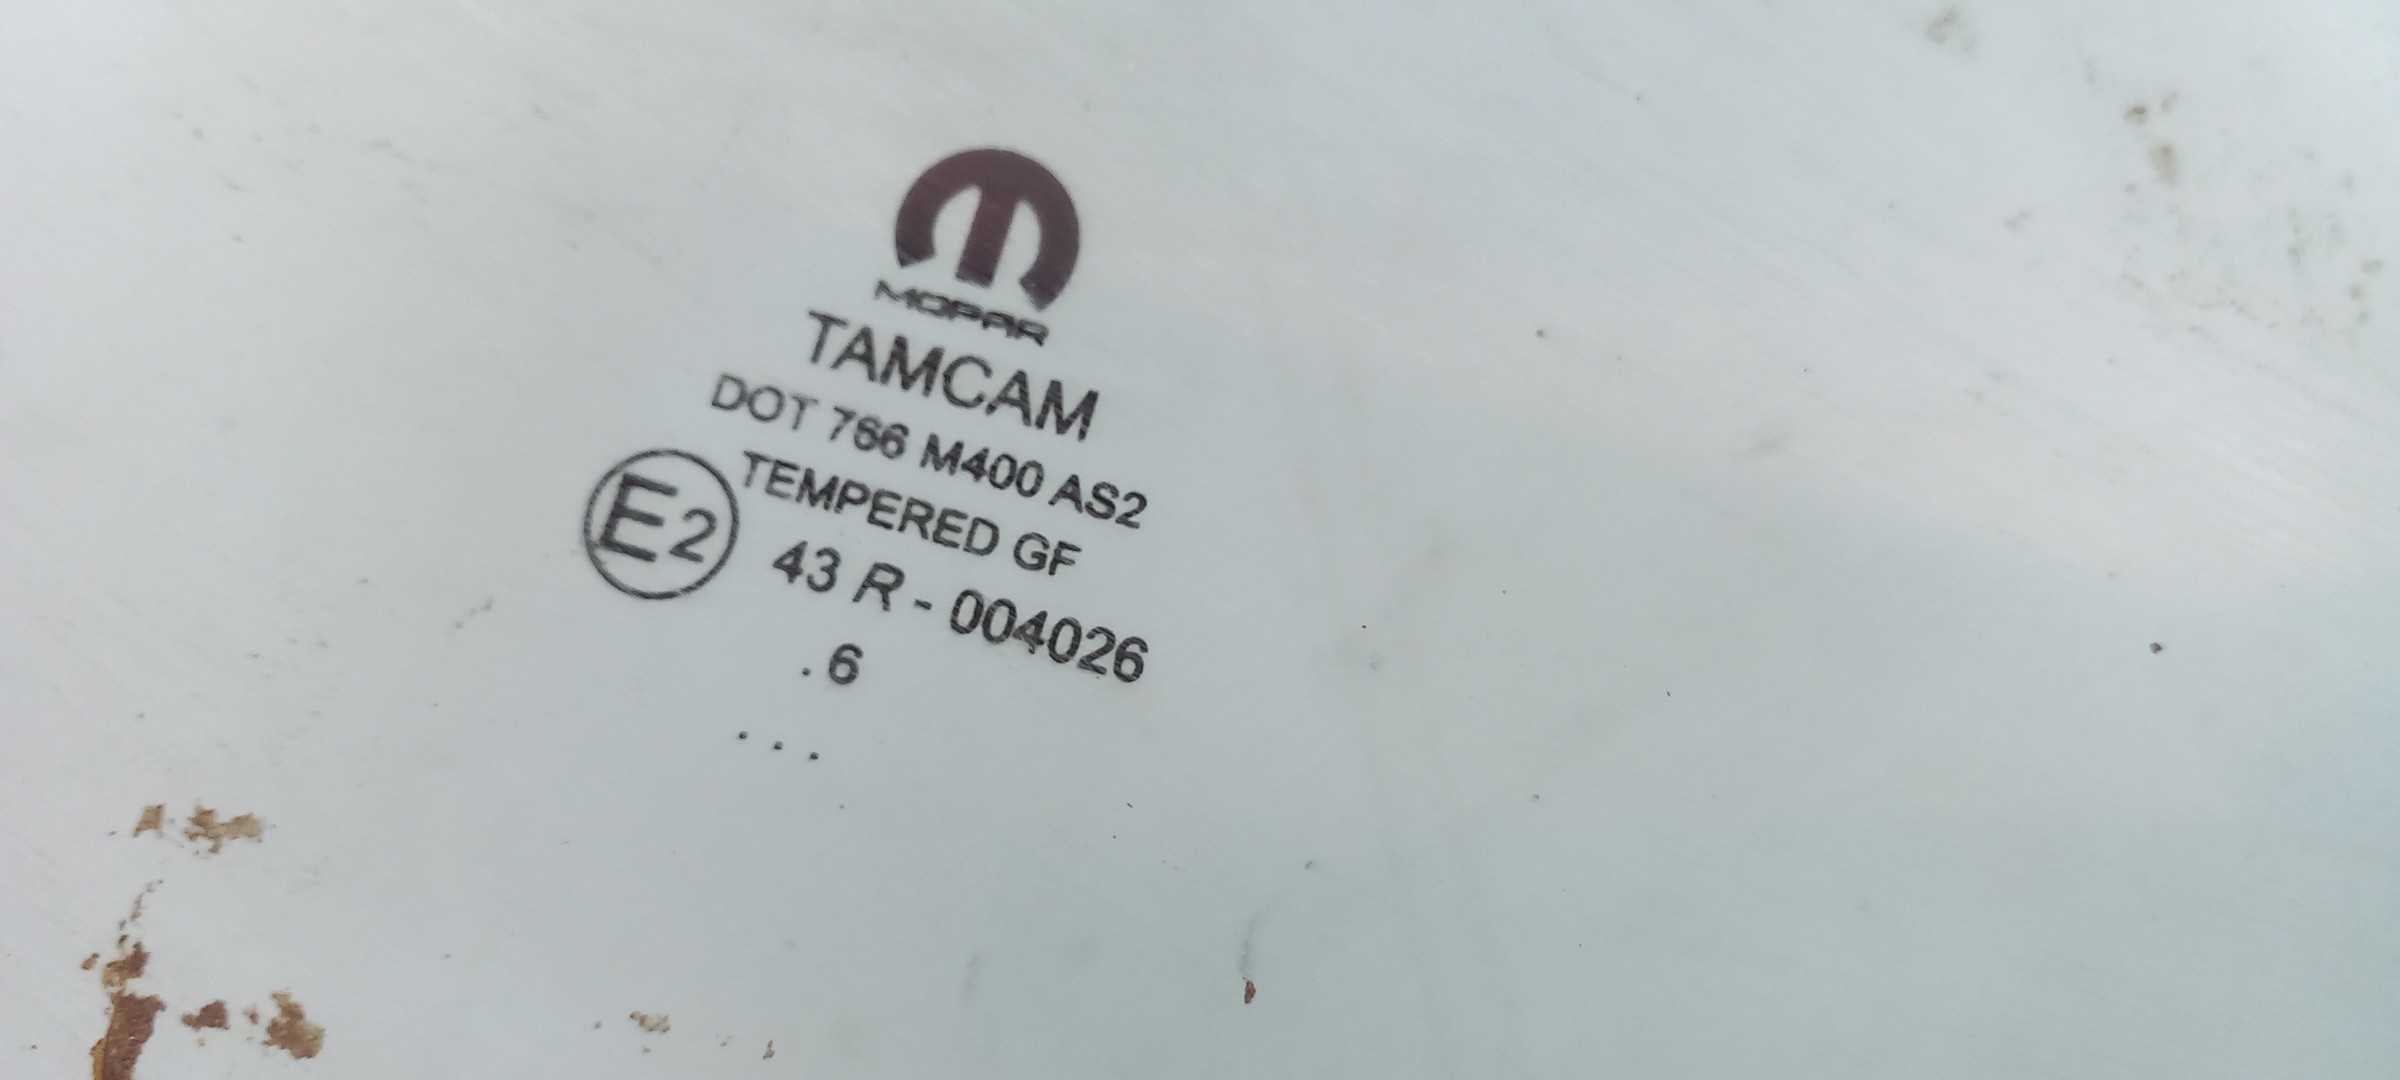 MOPAR
TAMCAM
DOT 766 M400 AS2
TEMPERED GF
E2
43 R - 004026
. 6
. . .